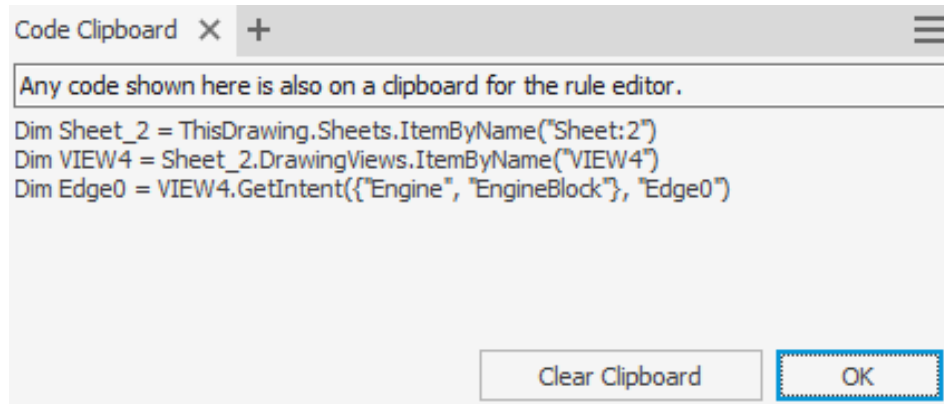 Code Clipboard
Any code shown here is also on a clipboard for the rule editor.
Dim Sheet_2 = ThisDrawing.Sheets.ItemByName("Sheet:2")
Dim VIEW4 = Sheet_2.DrawingViews.ItemByName("VIEW4")
Dim Edge0 = VIEW4.GetIntent({"Engine", "EngineBlock"}, "Edge0")
Clear Clipboard OK